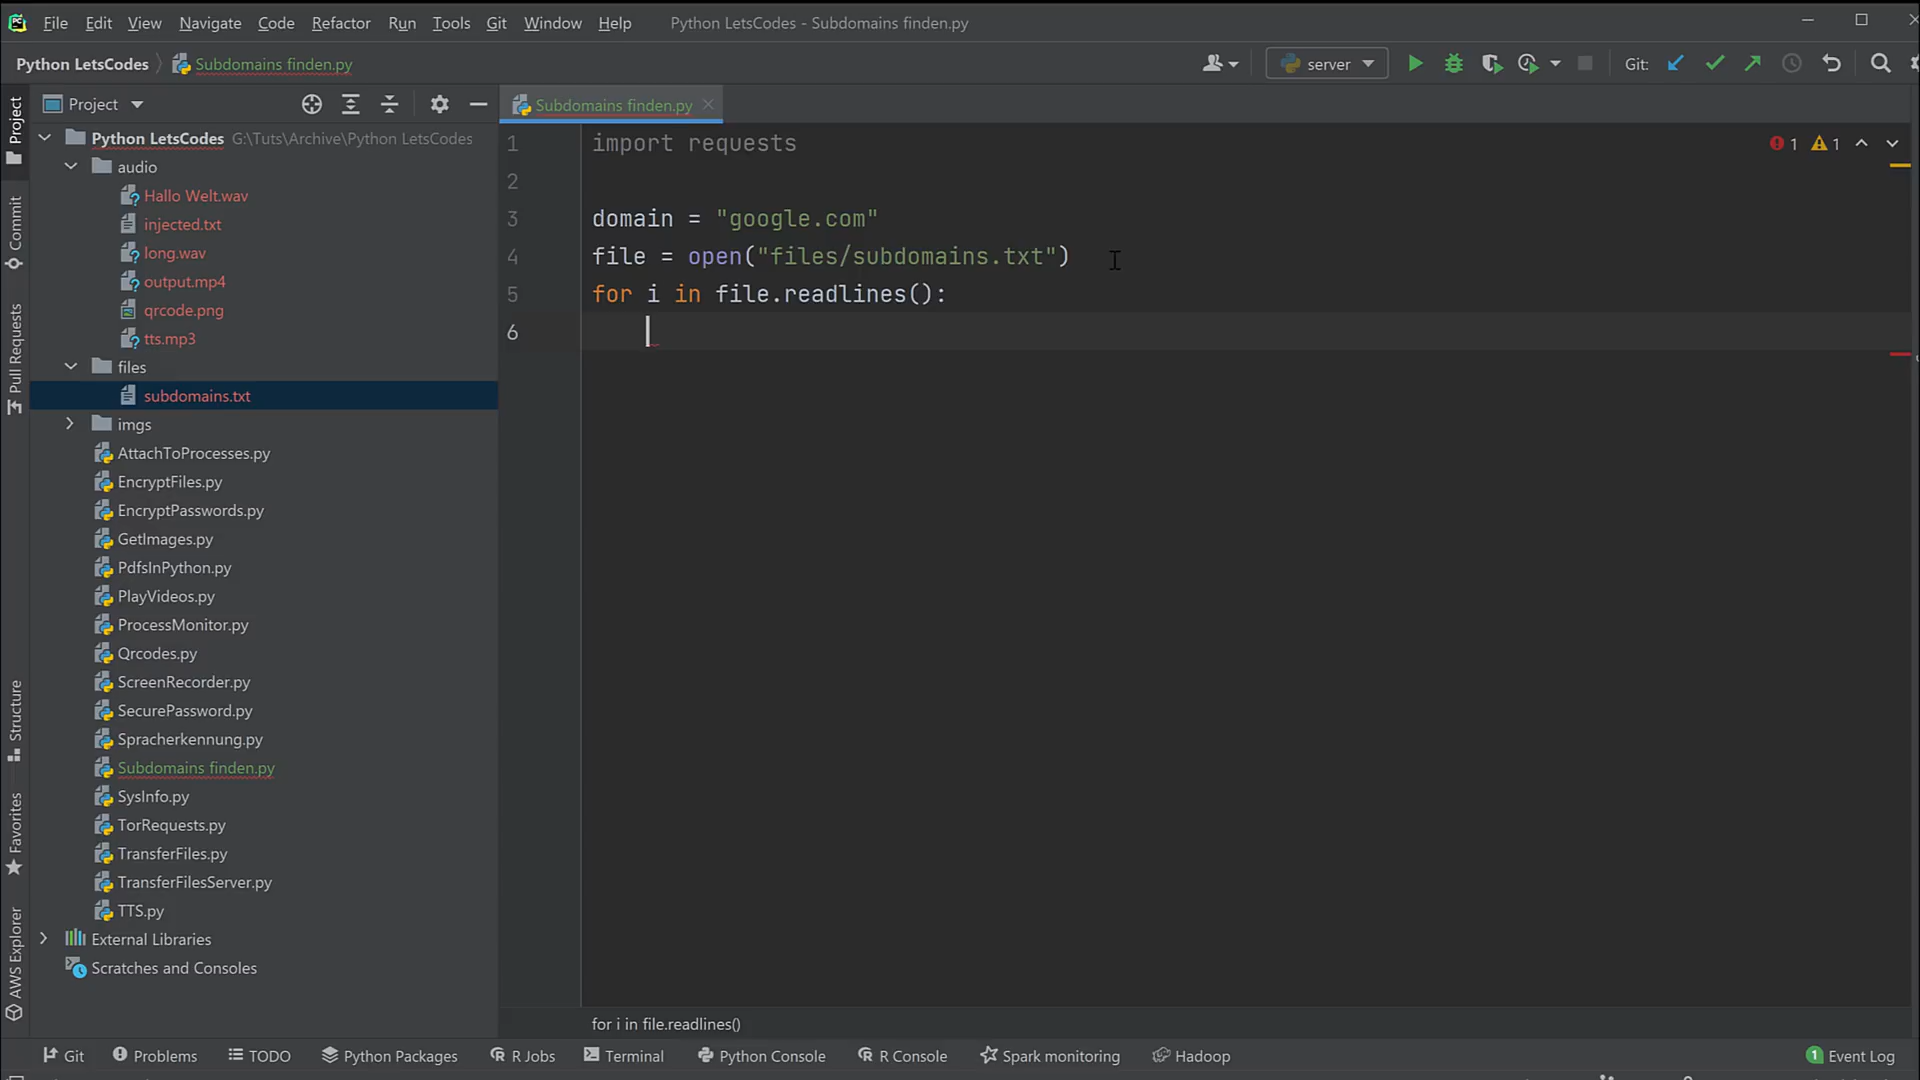 File Edit View Navigate Code Refactor Run Tools Git Window Help Python LetsCodes - Subdomains finden.py
Python LetsCodes Subdomains finden.py server Git:
Project Subdomains finden.py
Project
Commit
Pull Requests
Structure
Favorites
AWS Explorer
Python LetsCodes G:\Tuts\Archive\Python LetsCodes
audio
Hallo Welt.wav
injected.txt
long.wav
output.mp4
qrcode.png
tts.mp3
files
subdomains.txt
imgs
AttachToProcesses.py
EncryptFiles.py
EncryptPasswords.py
GetImages.py
PdfsInPython.py
PlayVideos.py
ProcessMonitor.py
Qrcodes.py
ScreenRecorder.py
SecurePassword.py
Spracherkennung.py
Subdomains finden.py
SysInfo.py
TorRequests.py
TransferFiles.py
TransferFilesServer.py
TTS.py
External Libraries
Scratches and Consoles
1 import requests 1 1
2
3 domain = "google.com"
4 file = open("files/subdomains.txt")
5 for i in file.readlines():
6
for i in file.readlines()
Git Problems TODO Python Packages R Jobs Terminal Python Console R Console Spark monitoring Hadoop 1 Event Log